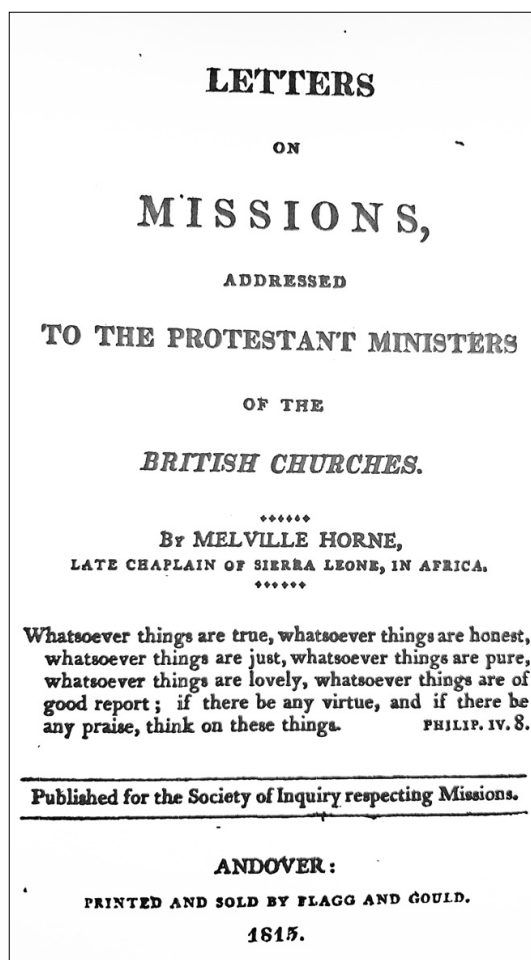 LETTERS
ON
MISSIONS,
ADDRESSED
TO THE PROTESTANT MINISTERS
OF THE
BRITISH CHURCHES.
By MELVILLE HORNE,
LATE CHAPLAIN OF SIERRA LEONE, IN AFRICA.
Whatsoever things are true, whatsoever things are honest,
whatsoever things are just, whatsoever things are pure,
whatsoever things are lovely, whatsoever things are of
good report; if there be any virtue, and if there be
any praise, think on these things. PHILIP. IV. 8.
Published for the Society of Inquiry respecting Missions.
ANDOVER:
PRINTED AND SOLD BY FLAGG AND GOULD.
1815.